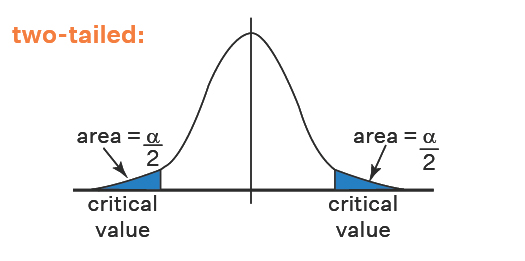 two-tailed:
area = α/2
area = α/2
critical
value
critical
value